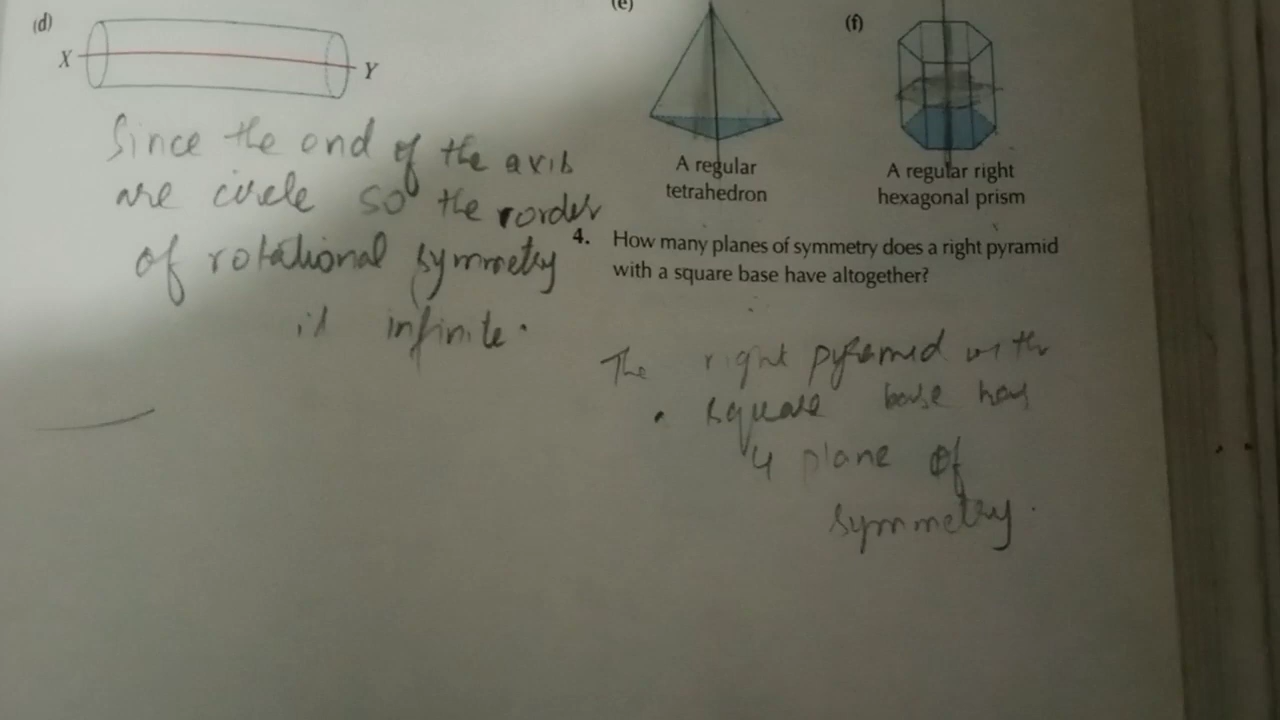 (d)
X
Y
Since the end of the axis
are circle so the order
of rotational symmetry
is infinite.
(e)
A regular
tetrahedron
(f)
A regular right
hexagonal prism
4. How many planes of symmetry does a right pyramid
with a square base have altogether?
The right pyramid with
square base has
4 plane of
symmetry.